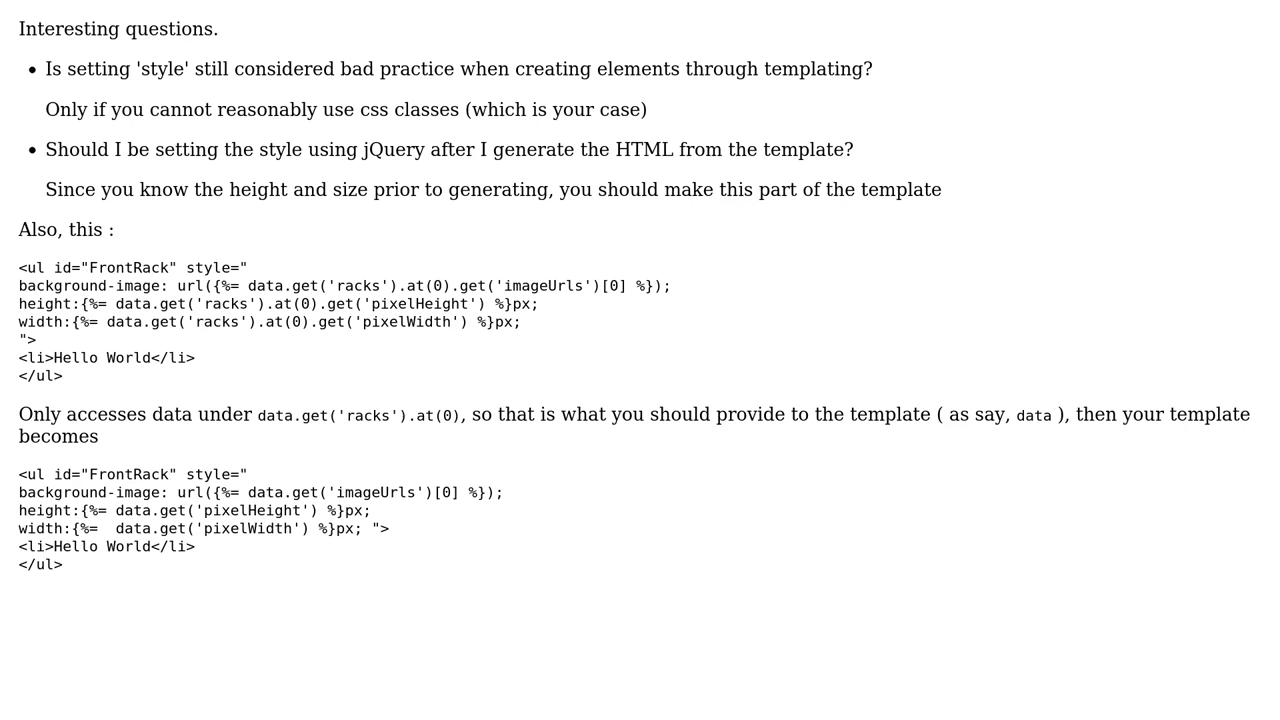 Interesting questions.
• Is setting 'style' still considered bad practice when creating elements through templating?
Only if you cannot reasonably use css classes (which is your case)
• Should I be setting the style using jQuery after I generate the HTML from the template?
Since you know the height and size prior to generating, you should make this part of the template
Also, this :
<ul id="FrontRack" style="
background-image: url({%= data.get('racks').at(0).get('imageUrls')[0] %});
height:{%= data.get('racks').at(0).get('pixelHeight') %}px;
width:{%= data.get('racks').at(0).get('pixelWidth') %}px;
">
<li>Hello World</li>
</ul>
Only accesses data under data.get('racks').at(0), so that is what you should provide to the template ( as say, data ), then your template
becomes
<ul id="FrontRack" style="
background-image: url({%= data.get('imageUrls')[0] %});
height:{%= data.get('pixelHeight') %}px;
width:{%=  data.get('pixelWidth') %}px; ">
<li>Hello World</li>
</ul>